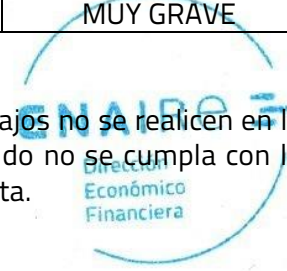 MUY GRAVE
ajos no se realicen en l
ENAIRe
do no se cumpla con l
Dirección
ta.
Económico
Financiera